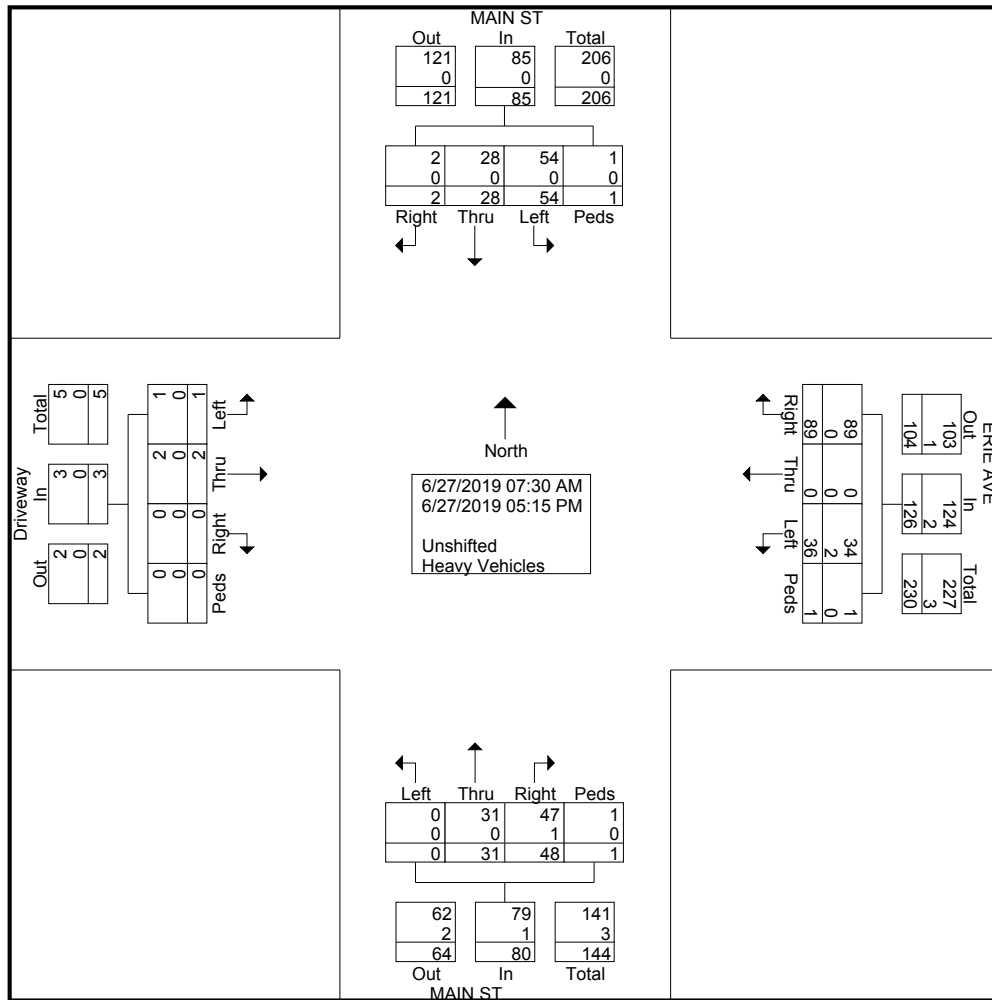 MAIN ST
Out In Total
121 85 206
0 0 0
121 85 206
2 28 54 1
0 0 0 0
2 28 54 1
Right Thru Left Peds
Driveway
Out In Total
2 3 5
0 0 0
2 3 5
Left Thru Right Peds
1 2 0 0
0 0 0 0
1 2 0 0
North
6/27/2019 07:30 AM
6/27/2019 05:15 PM
Unshifted
Heavy Vehicles
ERIE AVE
Out In Total
103 124 227
1 2 3
104 126 230
89 0 34 1
0 0 2 0
89 0 36 1
Right Thru Left Peds
Left Thru Right Peds
0 31 47 1
0 0 1 0
0 31 48 1
62 79 141
2 1 3
64 80 144
Out In Total
MAIN ST